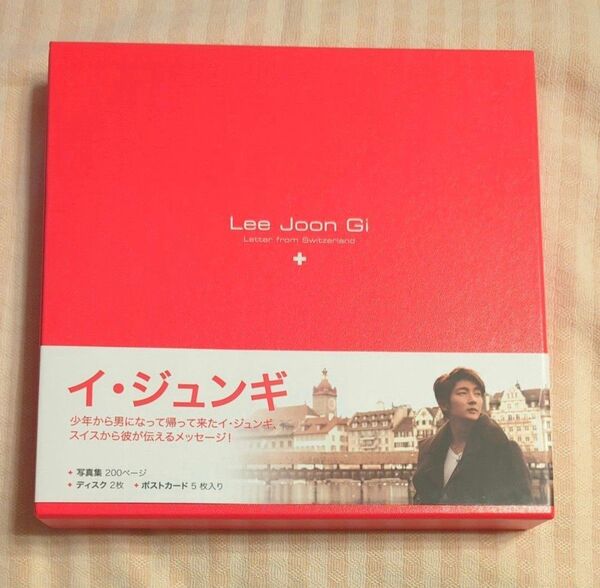 Lee Joon Gi
Letter from Switzerland
イ・ジュンギ
少年から男になって帰って来たイ・ジュンギ、
スイスから彼が伝えるメッセージ!
+ 写真集 200ページ
+ ディスク 2枚 + ポストカード 5 枚入り